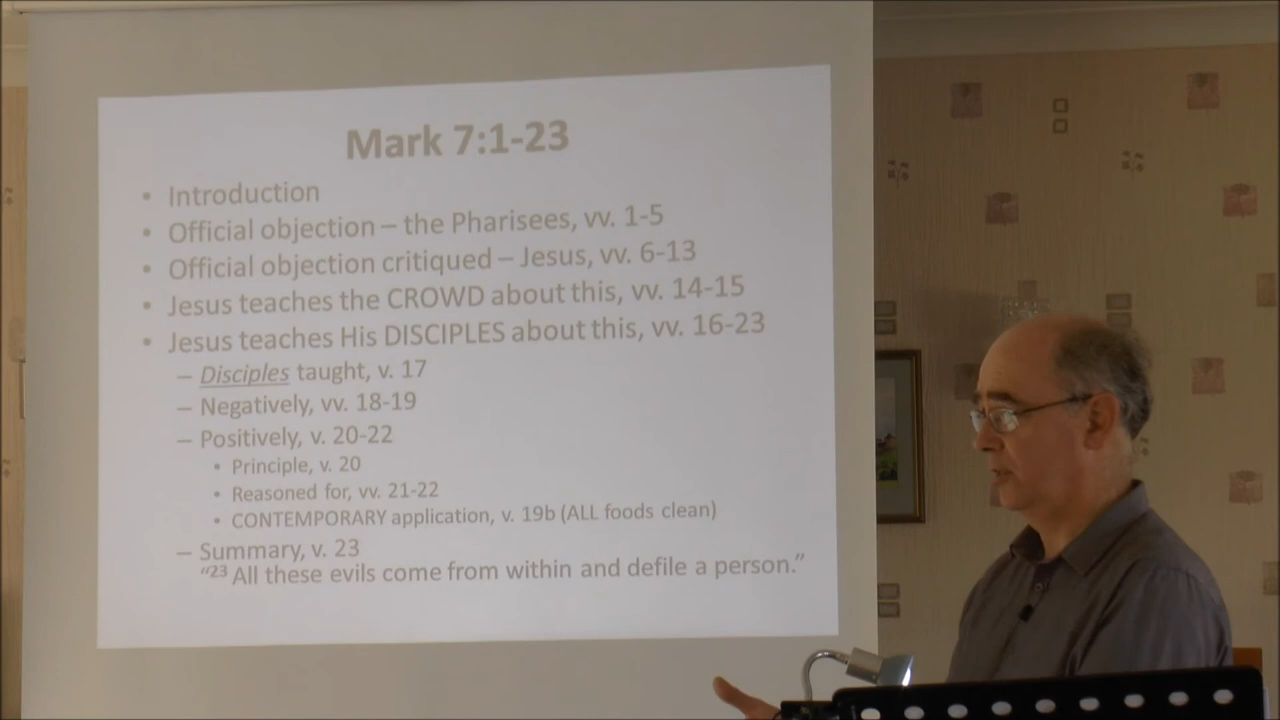 Mark 7:1-23
• Introduction
• Official objection – the Pharisees, vv. 1-5
• Official objection critiqued – Jesus, vv. 6-13
• Jesus teaches the CROWD about this, vv. 14-15
• Jesus teaches His DISCIPLES about this, vv. 16-23
– Disciples taught, v. 17
– Negatively, vv. 18-19
– Positively, v. 20-22
• Principle, v. 20
• Reasoned for, vv. 21-22
• CONTEMPORARY application, v. 19b (ALL foods clean)
– Summary, v. 23
“23 All these evils come from within and defile a person.”